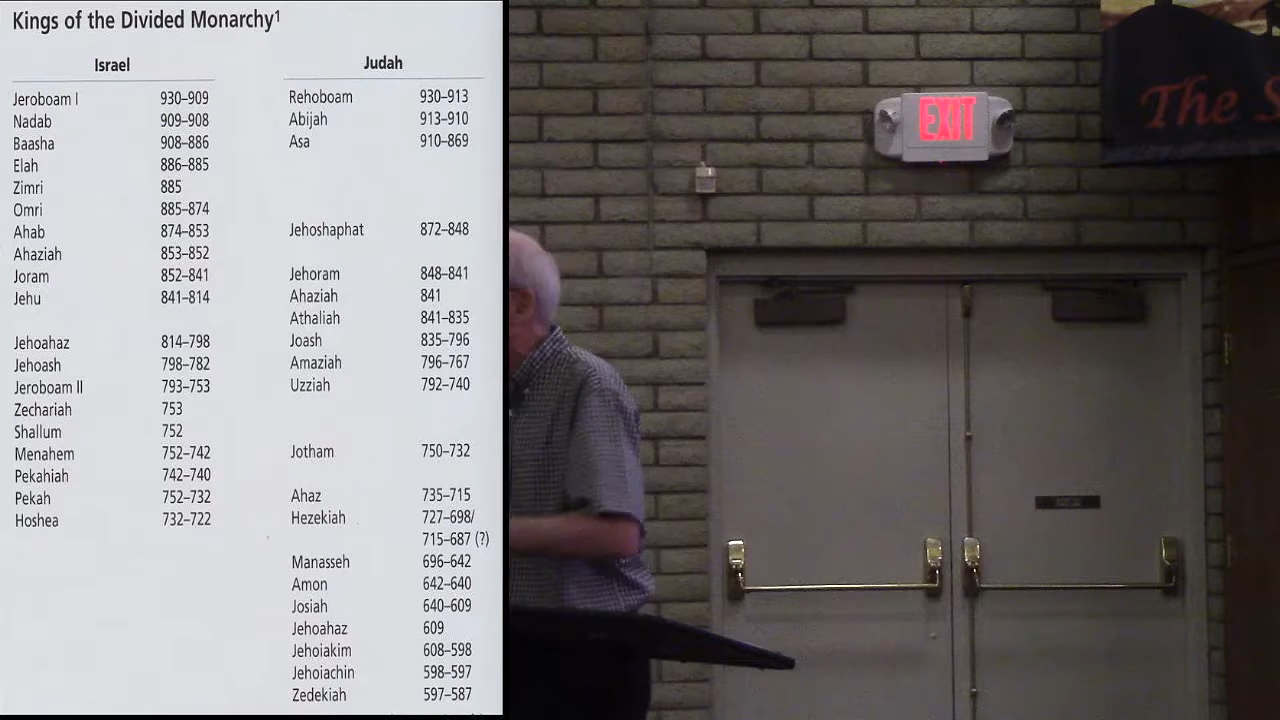 Kings of the Divided Monarchy¹
Israel
Jeroboam I 930–909
Nadab 909–908
Baasha 908–886
Elah 886–885
Zimri 885
Omri 885–874
Ahab 874–853
Ahaziah 853–852
Joram 852–841
Jehu 841–814
Jehoahaz 814–798
Jehoash 798–782
Jeroboam II 793–753
Zechariah 753
Shallum 752
Menahem 752–742
Pekahiah 742–740
Pekah 752–732
Hoshea 732–722
Judah
Rehoboam 930–913
Abijah 913–910
Asa 910–869
Jehoshaphat 872–848
Jehoram 848–841
Ahaziah 841
Athaliah 841–835
Joash 835–796
Amaziah 796–767
Uzziah 792–740
Jotham 750–732
Ahaz 735–715
Hezekiah 727–698/
715–687 (?)
Manasseh 696–642
Amon 642–640
Josiah 640–609
Jehoahaz 609
Jehoiakim 608–598
Jehoiachin 598–597
Zedekiah 597–587
EXIT
The S